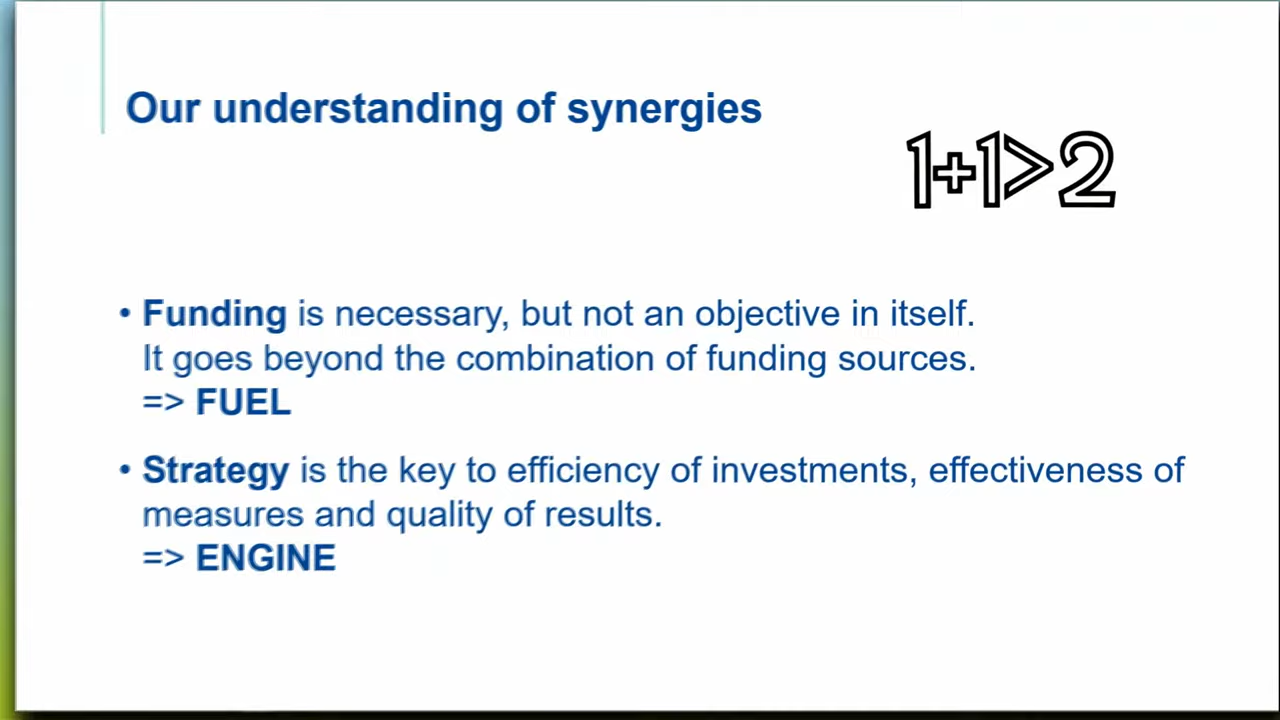 Our understanding of synergies
1+1>2
• Funding is necessary, but not an objective in itself.
It goes beyond the combination of funding sources.
=> FUEL
• Strategy is the key to efficiency of investments, effectiveness of
measures and quality of results.
=> ENGINE